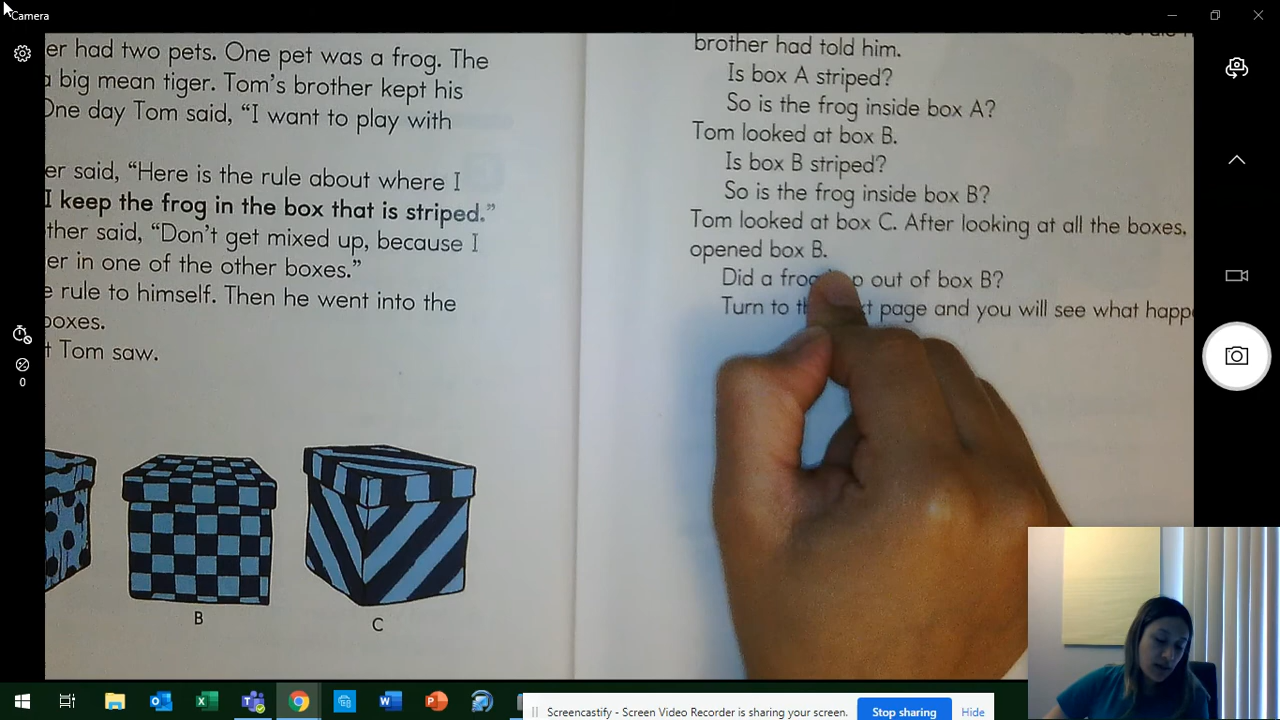 Camera
er had two pets. One pet was a frog. The
a big mean tiger. Tom's brother kept his
One day Tom said, "I want to play with
er said, "Here is the rule about where I
I keep the frog in the box that is striped."
ther said, "Don't get mixed up, because I
er in one of the other boxes."
e rule to himself. Then he went into the
boxes.
t Tom saw.
B
C
brother had told him.
Is box A striped?
So is the frog inside box A?
Tom looked at box B.
Is box B striped?
So is the frog inside box B?
Tom looked at box C. After looking at all the boxes,
opened box B.
Did a frog out of box B?
Turn to page and you will see what happ
0
Screencastify - Screen Video Recorder is sharing your screen.
Stop sharing
Hide